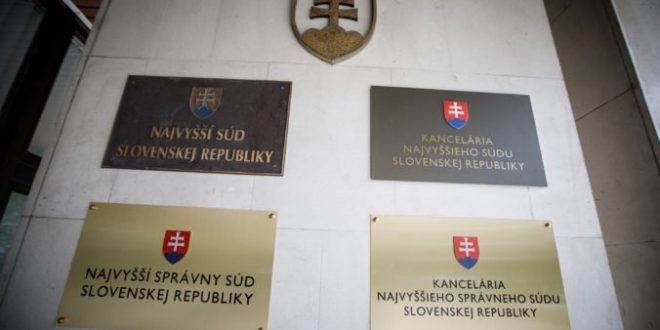 NAJVYŠŠÍ SÚD
SLOVENSKEJ REPUBLIKY
KANCELÁRIA
NAJVYŠŠIEHO SÚDU
SLOVENSKEJ REPUBLIKY
NAJVYŠŠÍ SPRÁVNY SÚD
SLOVENSKEJ REPUBLIKY
KANCELÁRIA
NAJVYŠŠIEHO SPRÁVNEHO SÚDU
SLOVENSKEJ REPUBLIKY